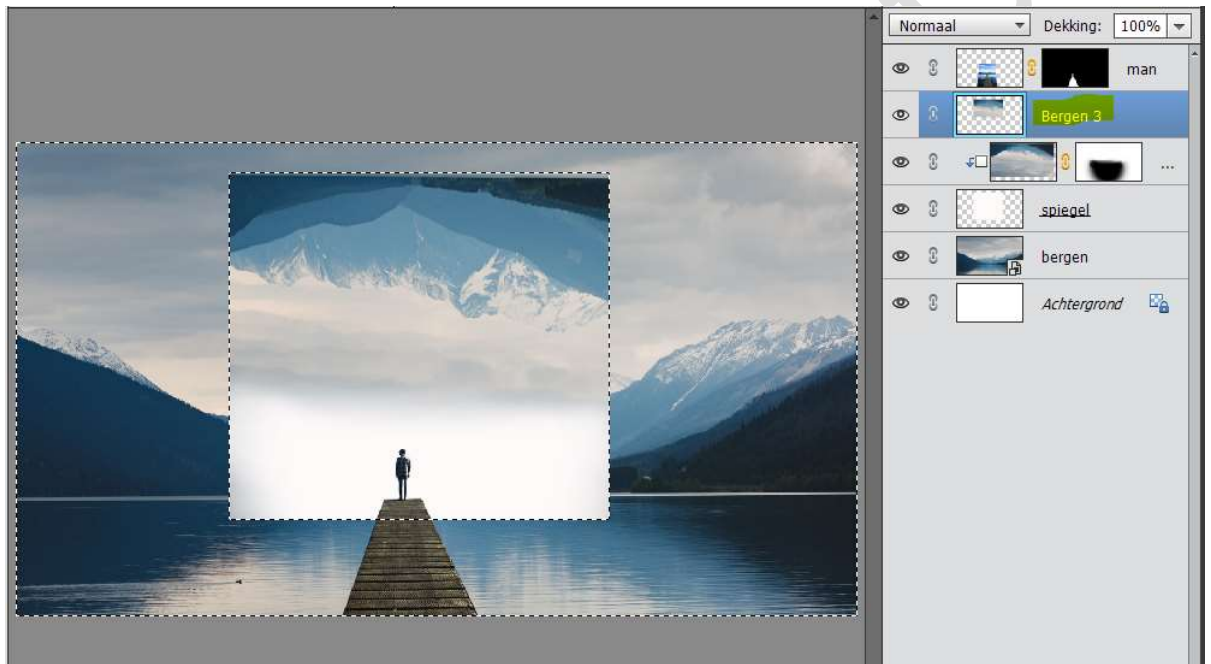 Normaal Dekking: 100%
man
Bergen 3
...
spiegel
bergen
Achtergrond